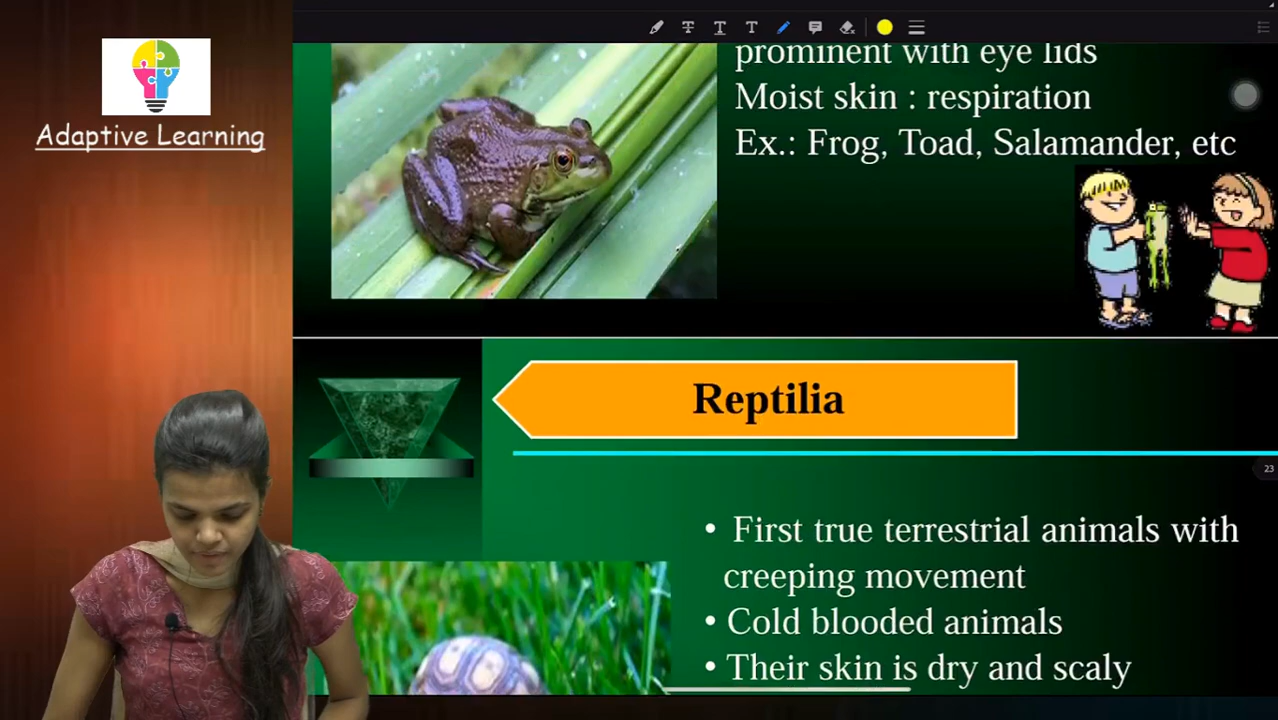 Adaptive Learning
prominent with eye lids
Moist skin : respiration
Ex.: Frog, Toad, Salamander, etc
Reptilia
23
• First true terrestrial animals with
creeping movement
• Cold blooded animals
• Their skin is dry and scaly